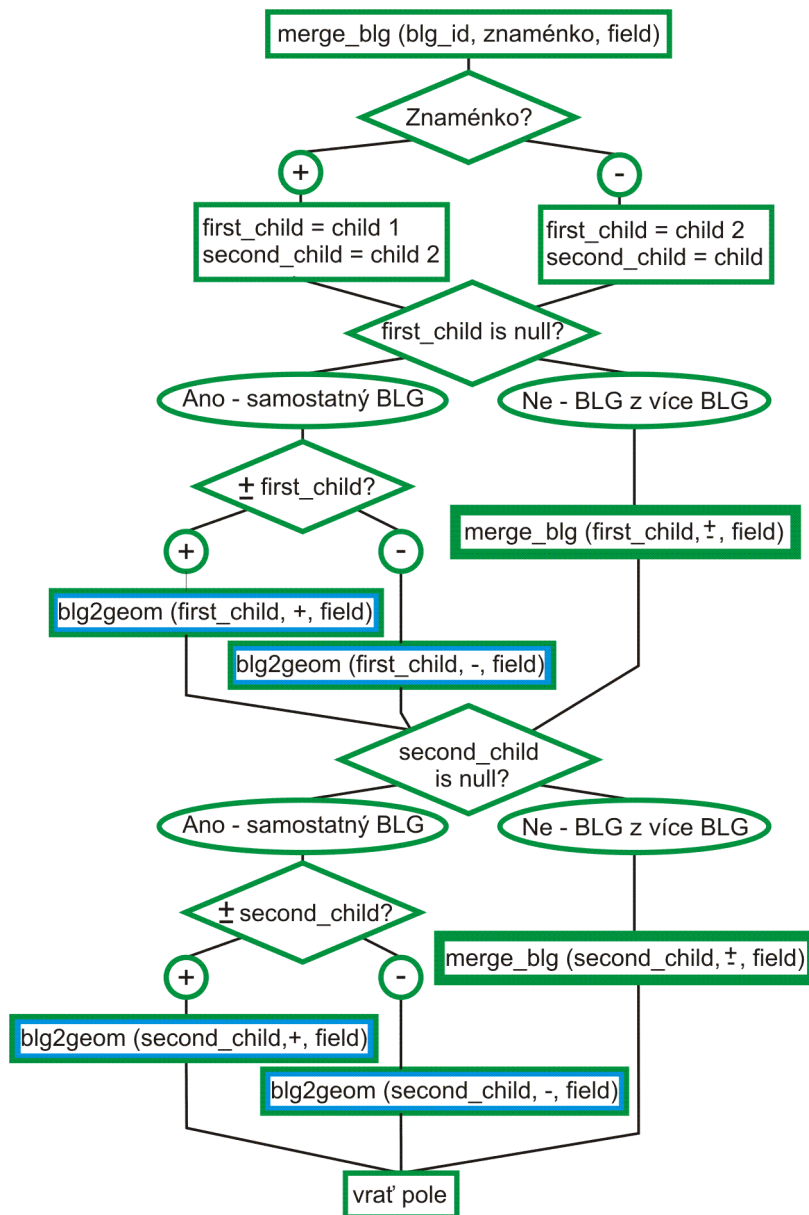 merge_blg (blg_id, znaménko, field)
Znaménko?
+
-
first_child = child 1
second_child = child 2
first_child = child 2
second_child = child
first_child is null?
Ano - samostatný BLG
Ne - BLG z více BLG
± first_child?
+
-
merge_blg (first_child, ±, field)
blg2geom (first_child, +, field)
blg2geom (first_child, -, field)
second_child
is null?
Ano - samostatný BLG
Ne - BLG z více BLG
± second_child?
+
-
merge_blg (second_child, ±, field)
blg2geom (second_child,+, field)
blg2geom (second_child, -, field)
vrať pole